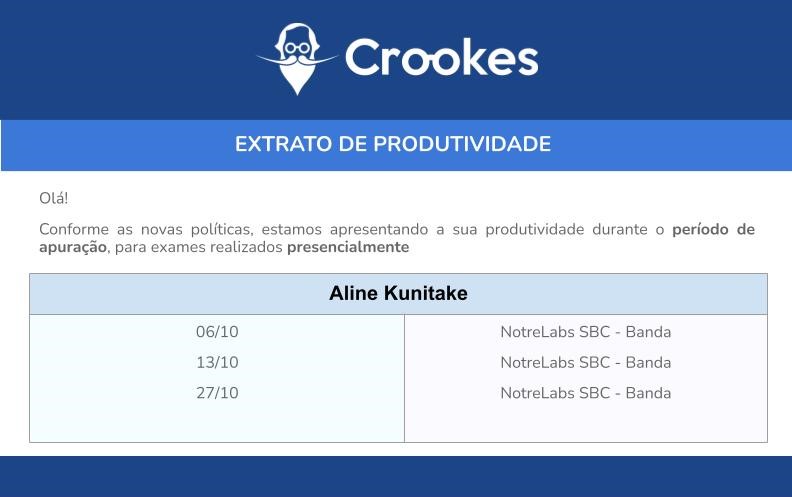 Crookes
EXTRATO DE PRODUTIVIDADE
Olá!
Conforme as novas políticas, estamos apresentando a sua produtividade durante o período de
apuração, para exames realizados presencialmente
Aline Kunitake
06/10 NotreLabs SBC - Banda
13/10 NotreLabs SBC - Banda
27/10 NotreLabs SBC - Banda